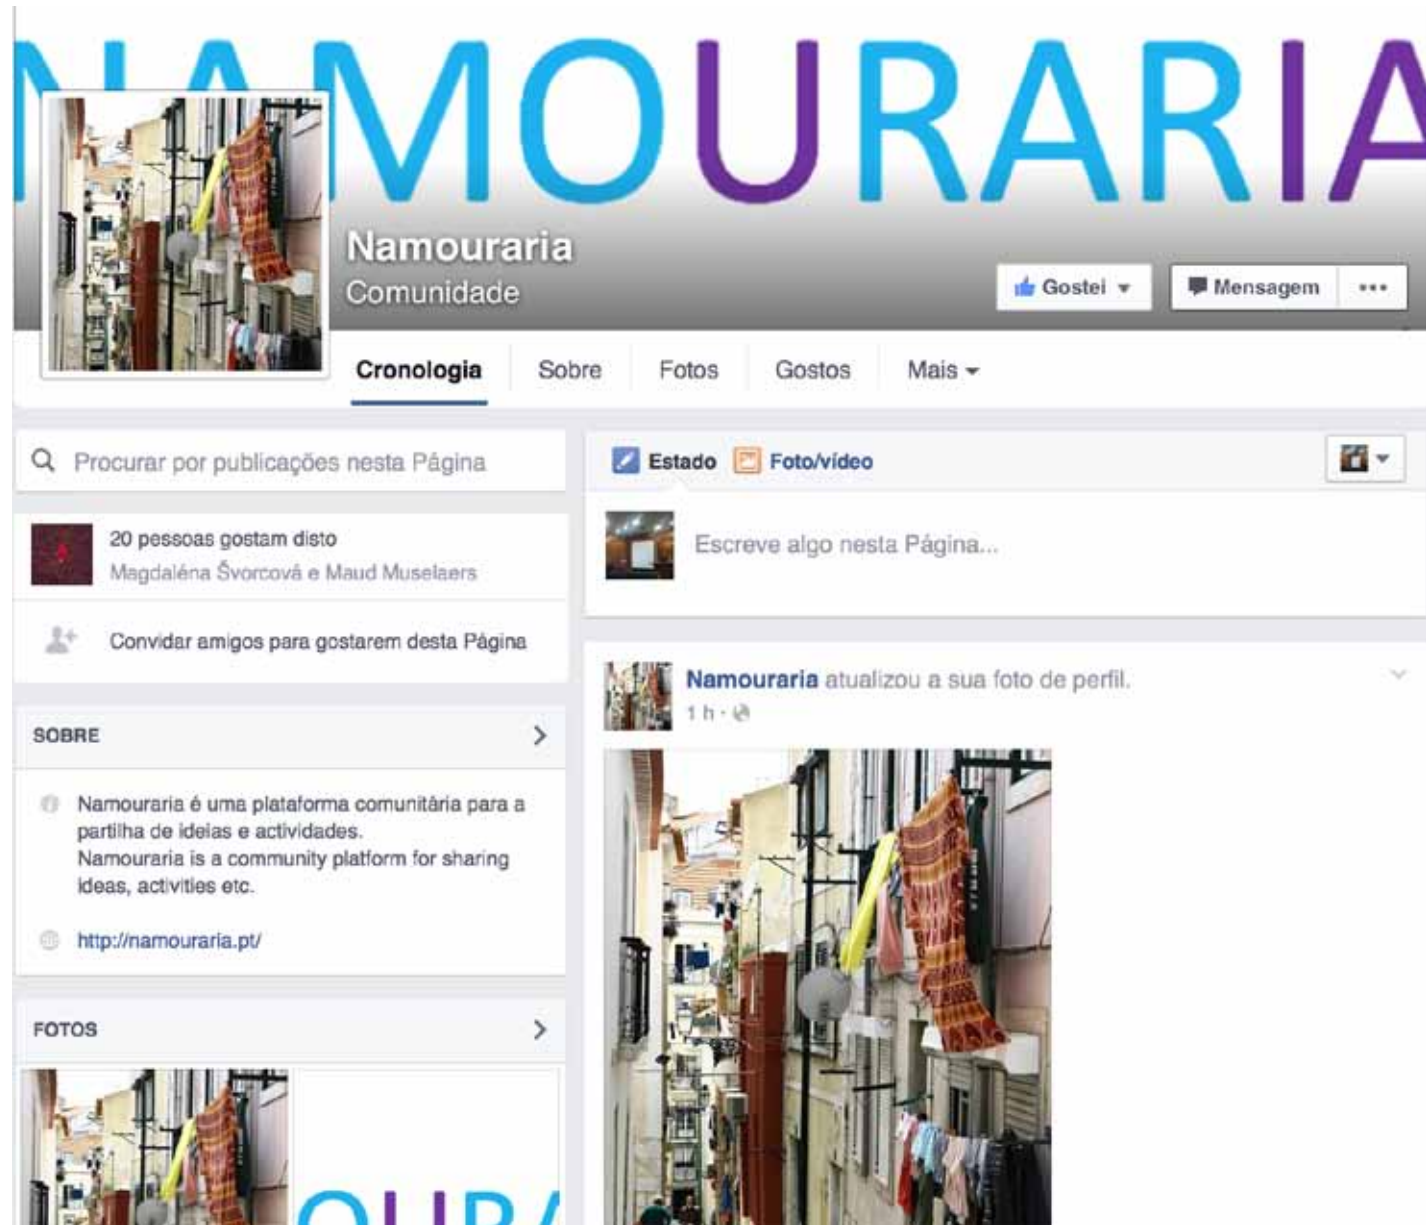 NAMOURARIA
Namouraria
Comunidade
Gostei
Mensagem
Cronologia
Sobre
Fotos
Gostos
Mais
Procurar por publicações nesta Página
20 pessoas gostam disto
Magdaléna Švorcová e Maud Muselaers
Convidar amigos para gostarem desta Página
SOBRE
Namouraria é uma plataforma comunitária para a
partilha de ideias e actividades.
Namouraria is a community platform for sharing
ideas, activities etc.
http://namouraria.pt/
FOTOS
OURA
Estado
Foto/vídeo
Escreve algo nesta Página...
Namouraria atualizou a sua foto de perfil.
1 h ·